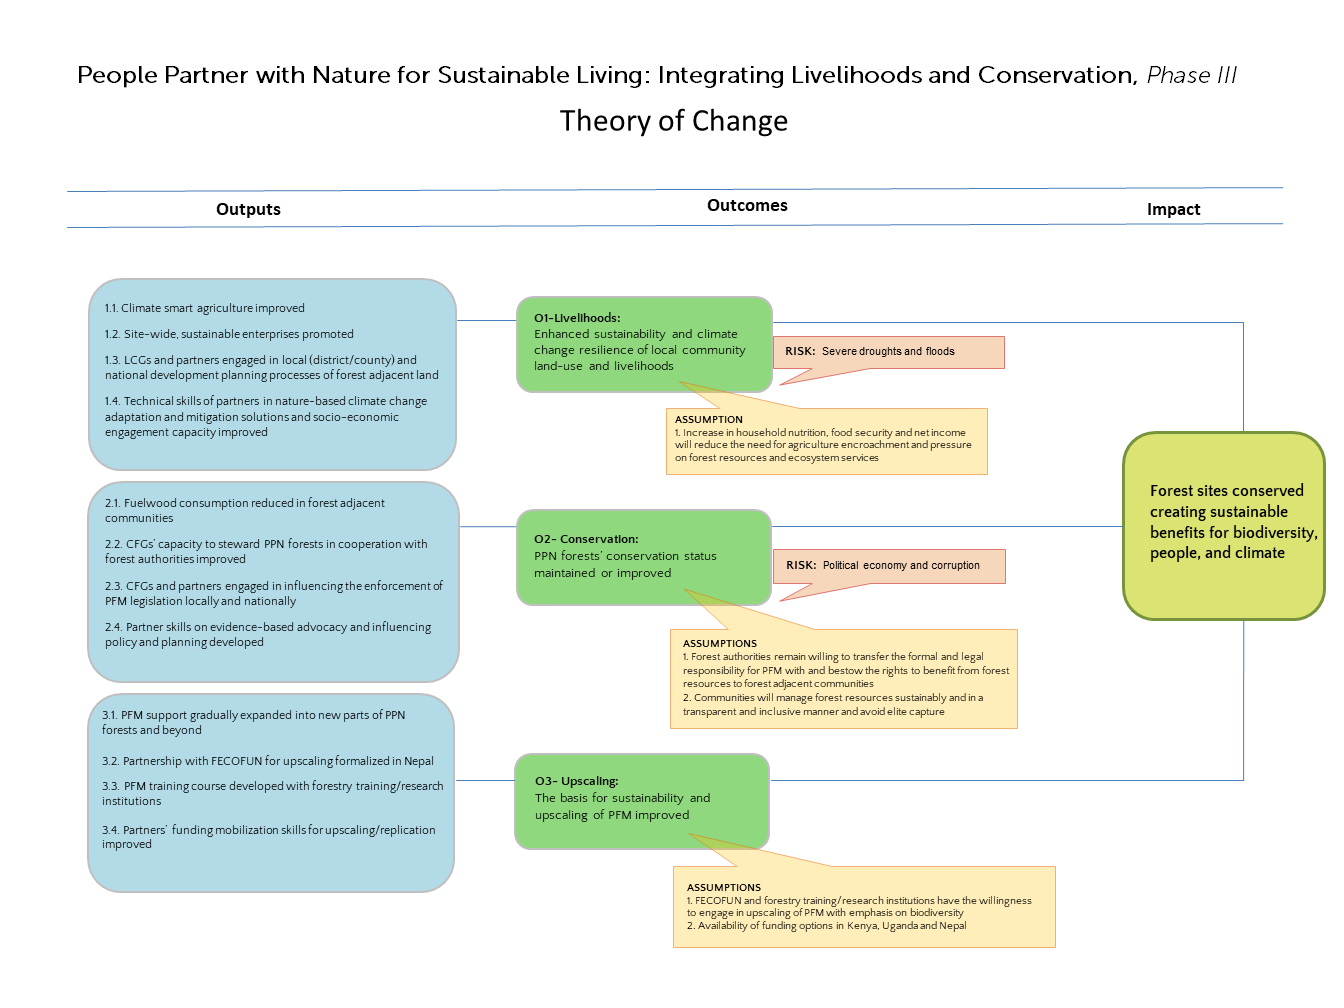 People Partner with Nature for Sustainable Living: Integrating Livelihoods and Conservation, Phase III
Theory of Change
Outputs
Outcomes
Impact
1.1. Climate smart agriculture improved
1.2. Site-wide, sustainable enterprises promoted
1.3. LCGs and partners engaged in local (district/county) and
national development planning processes of forest adjacent land
1.4. Technical skills of partners in nature-based climate change
adaptation and mitigation solutions and socio-economic
engagement capacity improved
O1-Livelihoods:
Enhanced sustainability and climate
change resilience of local community
land-use and livelihoods
RISK: Severe droughts and floods
ASSUMPTION
1. Increase in household nutrition, food security and net income
will reduce the need for agriculture encroachment and pressure
on forest resources and ecosystem services
2.1. Fuelwood consumption reduced in forest adjacent
communities
2.2. CFGs' capacity to steward PPN forests in cooperation with
forest authorities improved
2.3. CFGs and partners engaged in influencing the enforcement of
PFM legislation locally and nationally
2.4. Partner skills on evidence-based advocacy and influencing
policy and planning developed
O2- Conservation:
PPN forests' conservation status
maintained or improved
RISK: Political economy and corruption
ASSUMPTIONS
1. Forest authorities remain willing to transfer the formal and legal
responsibility for PFM with and bestow the rights to benefit from forest
resources to forest adjacent communities
2. Communities will manage forest resources sustainably and in a
transparent and inclusive manner and avoid elite capture
3.1. PFM support gradually expanded into new parts of PPN
forests and beyond
3.2. Partnership with FECOFUN for upscaling formalized in Nepal
3.3. PFM training course developed with forestry training/research
institutions
3.4. Partners' funding mobilization skills for upscaling/replication
improved
O3- Upscaling:
The basis for sustainability and
upscaling of PFM improved
ASSUMPTIONS
1. FECOFUN and forestry training/research institutions have the willingness
to engage in upscaling of PFM with emphasis on biodiversity
2. Availability of funding options in Kenya, Uganda and Nepal
Forest sites conserved
creating sustainable
benefits for biodiversity,
people, and climate